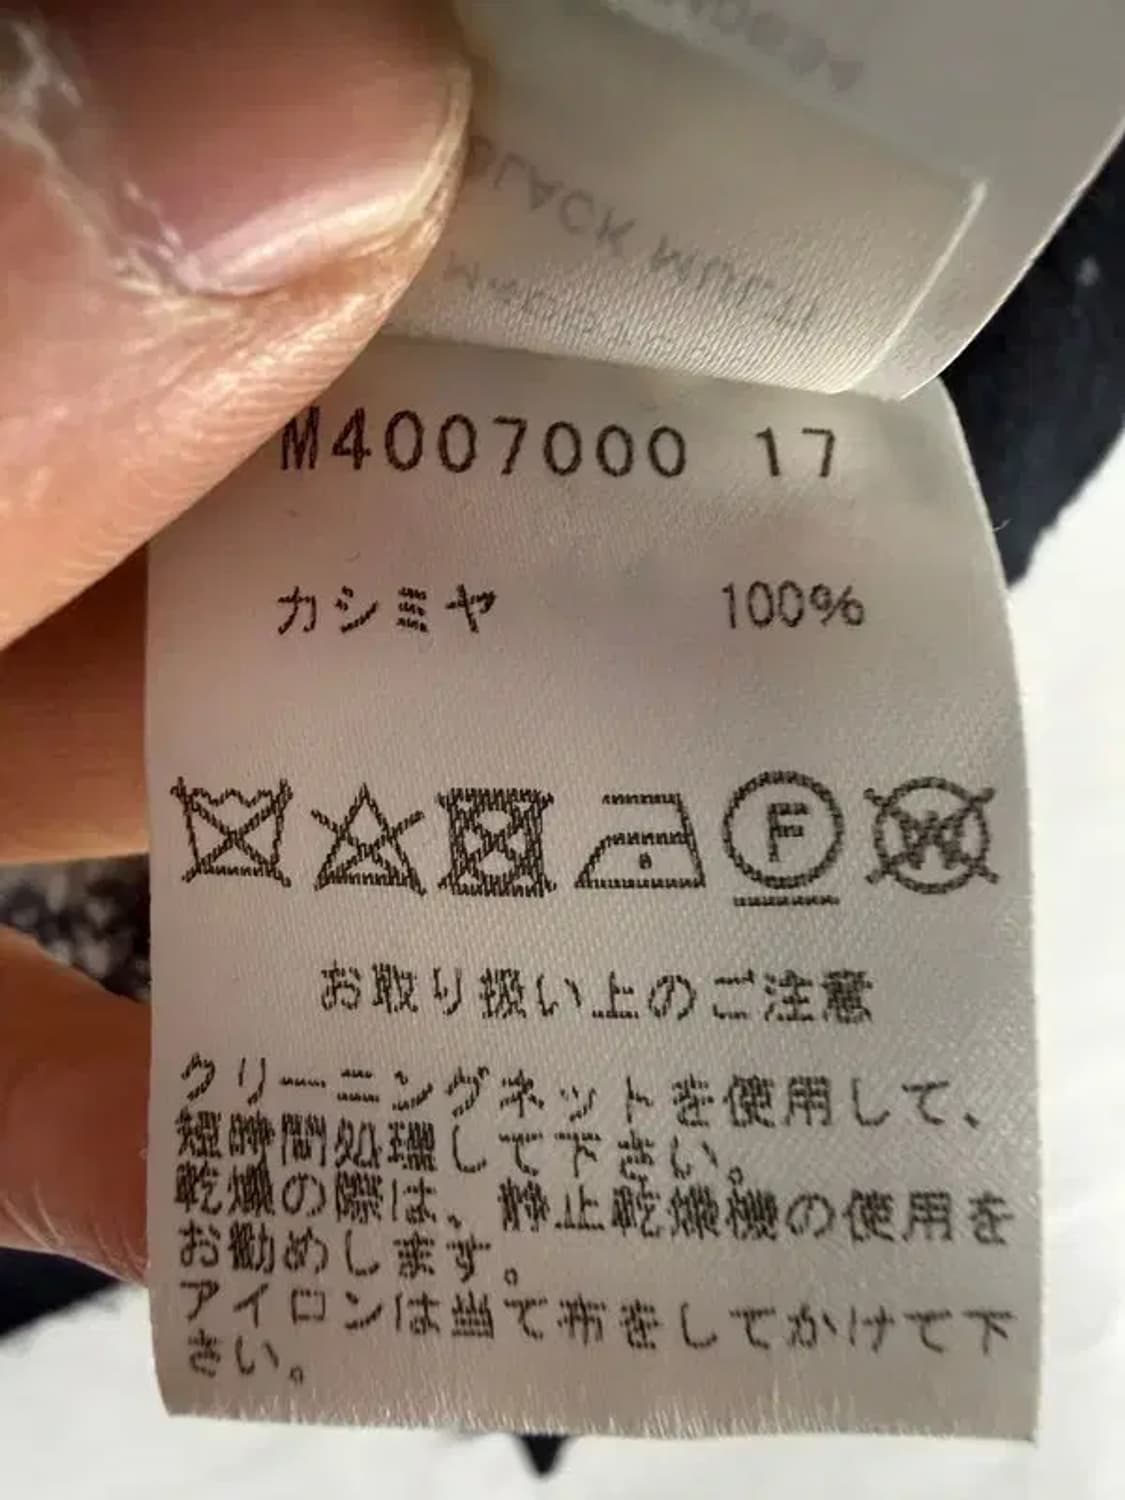 BLACK
M4007000 17
カシミヤ 100%
F
W
お取り扱い上のご注意
クリーニングネットを使用して、
短時間処理して下さい。
乾燥の際は、静止乾燥機の使用を
お勧めします。
アイロンは当て布をしてかけて下
さい。